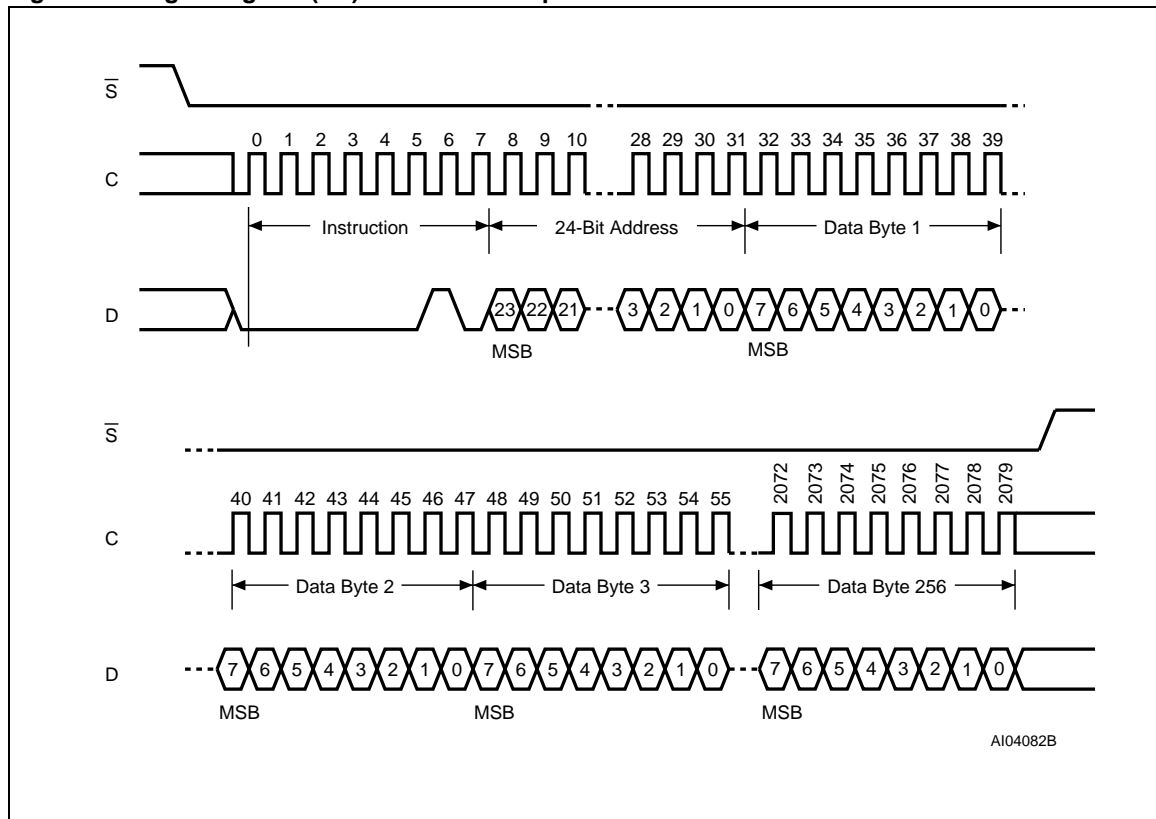 S
0 1 2 3 4 5 6 7 8 9 10 28 29 30 31 32 33 34 35 36 37 38 39
C
Instruction 24-Bit Address Data Byte 1
D 23 22 21 3 2 1 0 7 6 5 4 3 2 1 0
MSB MSB
S
40 41 42 43 44 45 46 47 48 49 50 51 52 53 54 55 2072 2073 2074 2075 2076 2077 2078 2079
C
Data Byte 2 Data Byte 3 Data Byte 256
D 7 6 5 4 3 2 1 0 7 6 5 4 3 2 1 0 7 6 5 4 3 2 1 0
MSB MSB MSB
AI04082B